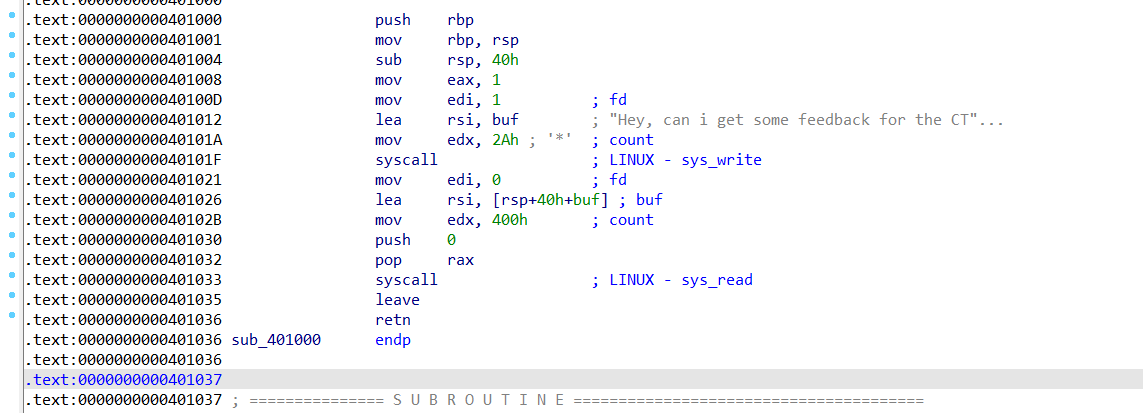 .text:0000000000401000
.text:0000000000401000 push rbp
.text:0000000000401001 mov rbp, rsp
.text:0000000000401004 sub rsp, 40h
.text:0000000000401008 mov eax, 1
.text:000000000040100D mov edi, 1 ; fd
.text:0000000000401012 lea rsi, buf ; "Hey, can i get some feedback for the CT"...
.text:000000000040101A mov edx, 2Ah ; '*' ; count
.text:000000000040101F syscall ; LINUX - sys_write
.text:0000000000401021 mov edi, 0 ; fd
.text:0000000000401026 lea rsi, [rsp+40h+buf] ; buf
.text:000000000040102B mov edx, 400h ; count
.text:0000000000401030 push 0
.text:0000000000401032 pop rax
.text:0000000000401033 syscall ; LINUX - sys_read
.text:0000000000401035 leave
.text:0000000000401036 retn
.text:0000000000401036 sub_401000 endp
.text:0000000000401036
.text:0000000000401037
.text:0000000000401037 ; =============== S U B R O U T I N E =======================================